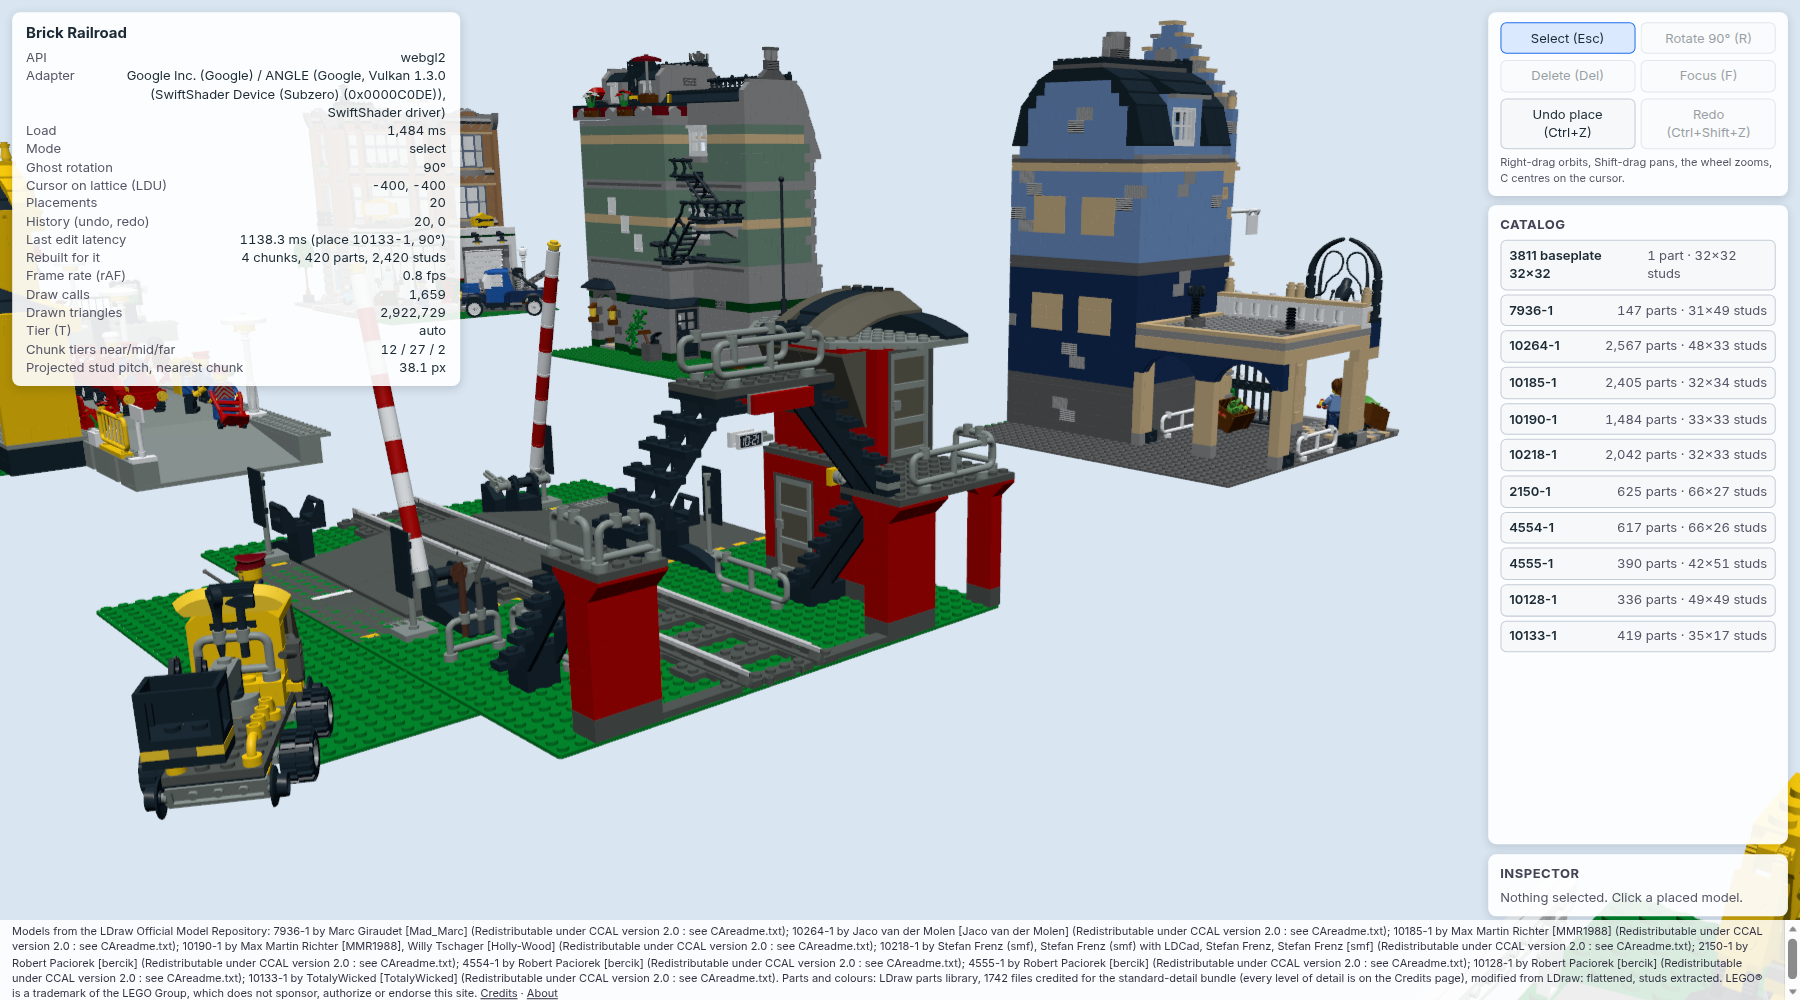 Brick Railroad
API webgl2
Adapter Google Inc. (Google) / ANGLE (Google, Vulkan 1.3.0
(SwiftShader Device (Subzero) (0x0000C0DE)),
SwiftShader driver)
Load 1,484 ms
Mode select
Ghost rotation 90°
Cursor on lattice (LDU) -400, -400
Placements 20
History (undo, redo) 20, 0
Last edit latency 1138.3 ms (place 10133-1, 90°)
Rebuilt for it 4 chunks, 420 parts, 2,420 studs
Frame rate (rAF) 0.8 fps
Draw calls 1,659
Drawn triangles 2,922,729
Tier (T) auto
Chunk tiers near/mid/far 12 / 27 / 2
Projected stud pitch, nearest chunk 38.1 px
10:21
Select (Esc) Rotate 90° (R)
Delete (Del) Focus (F)
Undo place Redo
(Ctrl+Z) (Ctrl+Shift+Z)
Right-drag orbits, Shift-drag pans, the wheel zooms,
C centres on the cursor.
CATALOG
3811 baseplate 1 part · 32×32
32×32 studs
7936-1 147 parts · 31×49 studs
10264-1 2,567 parts · 48×33 studs
10185-1 2,405 parts · 32×34 studs
10190-1 1,484 parts · 33×33 studs
10218-1 2,042 parts · 32×33 studs
2150-1 625 parts · 66×27 studs
4554-1 617 parts · 66×26 studs
4555-1 390 parts · 42×51 studs
10128-1 336 parts · 49×49 studs
10133-1 419 parts · 35×17 studs
INSPECTOR
Nothing selected. Click a placed model.
Models from the LDraw Official Model Repository: 7936-1 by Marc Giraudet [Mad_Marc] (Redistributable under CCAL version 2.0 : see CAreadme.txt); 10264-1 by Jaco van der Molen [Jaco van der Molen] (Redistributable under CCAL version 2.0 : see CAreadme.txt); 10185-1 by Max Martin Richter [MMR1988] (Redistributable under CCAL
version 2.0 : see CAreadme.txt); 10190-1 by Max Martin Richter [MMR1988], Willy Tschager [Holly-Wood] (Redistributable under CCAL version 2.0 : see CAreadme.txt); 10218-1 by Stefan Frenz (smf), Stefan Frenz (smf) with LDCad, Stefan Frenz, Stefan Frenz [smf] (Redistributable under CCAL version 2.0 : see CAreadme.txt); 2150-1 by
Robert Paciorek [bercik] (Redistributable under CCAL version 2.0 : see CAreadme.txt); 4554-1 by Robert Paciorek [bercik] (Redistributable under CCAL version 2.0 : see CAreadme.txt); 4555-1 by Robert Paciorek [bercik] (Redistributable under CCAL version 2.0 : see CAreadme.txt); 10128-1 by Robert Paciorek [bercik] (Redistributable
under CCAL version 2.0 : see CAreadme.txt); 10133-1 by TotalyWicked [TotalyWicked] (Redistributable under CCAL version 2.0 : see CAreadme.txt). Parts and colours: LDraw parts library, 1742 files credited for the standard-detail bundle (every level of detail is on the Credits page), modified from LDraw: flattened, studs extracted. LEGO®
is a trademark of the LEGO Group, which does not sponsor, authorize or endorse this site. Credits · About